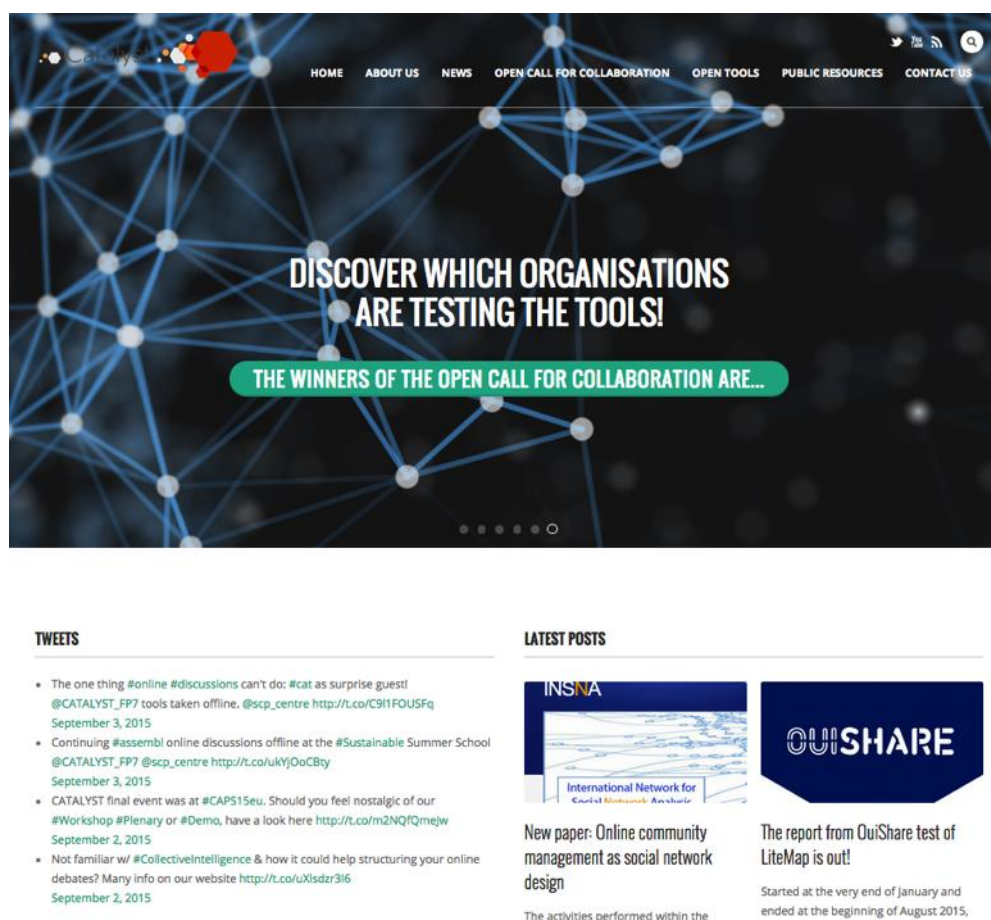 Catalyst
You
Tube
HOME ABOUT US NEWS OPEN CALL FOR COLLABORATION OPEN TOOLS PUBLIC RESOURCES CONTACT US
DISCOVER WHICH ORGANISATIONS
ARE TESTING THE TOOLS!
THE WINNERS OF THE OPEN CALL FOR COLLABORATION ARE...
TWEETS
The one thing #online #discussions can't do: #cat as surprise guest!
@CATALYST_FP7 tools taken offline. @scp_centre http://t.co/C9l1FOUSFq
September 3, 2015
Continuing #assembl online discussions offline at the #Sustainable Summer School
@CATALYST_FP7 @scp_centre http://t.co/ukYjOoCBty
September 3, 2015
CATALYST final event was at #CAPS15eu. Should you feel nostalgic of our
#Workshop #Plenary or #Demo, have a look here http://t.co/m2NQfQmeJw
September 2, 2015
Not familiar w/ #CollectiveIntelligence & how it could help structuring your online
debates? Many info on our website http://t.co/uXlsdzr3l6
September 2, 2015
LATEST POSTS
INSNA
International Network for
Social Network Analysis
New paper: Online community
management as social network
design
The activities performed within the
OUISHARE
The report from OuiShare test of
LiteMap is out!
Started at the very end of January and
ended at the beginning of August 2015,